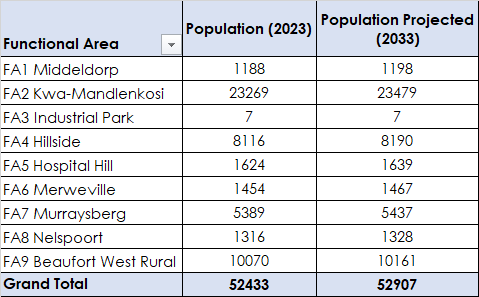 Functional Area Population (2023) Population Projected (2033)
FA1 Middeldorp 1188 1198
FA2 Kwa-Mandlenkosi 23269 23479
FA3 Industrial Park 7 7
FA4 Hillside 8116 8190
FA5 Hospital Hill 1624 1639
FA6 Merweville 1454 1467
FA7 Murraysberg 5389 5437
FA8 Nelspoort 1316 1328
FA9 Beaufort West Rural 10070 10161
Grand Total 52433 52907